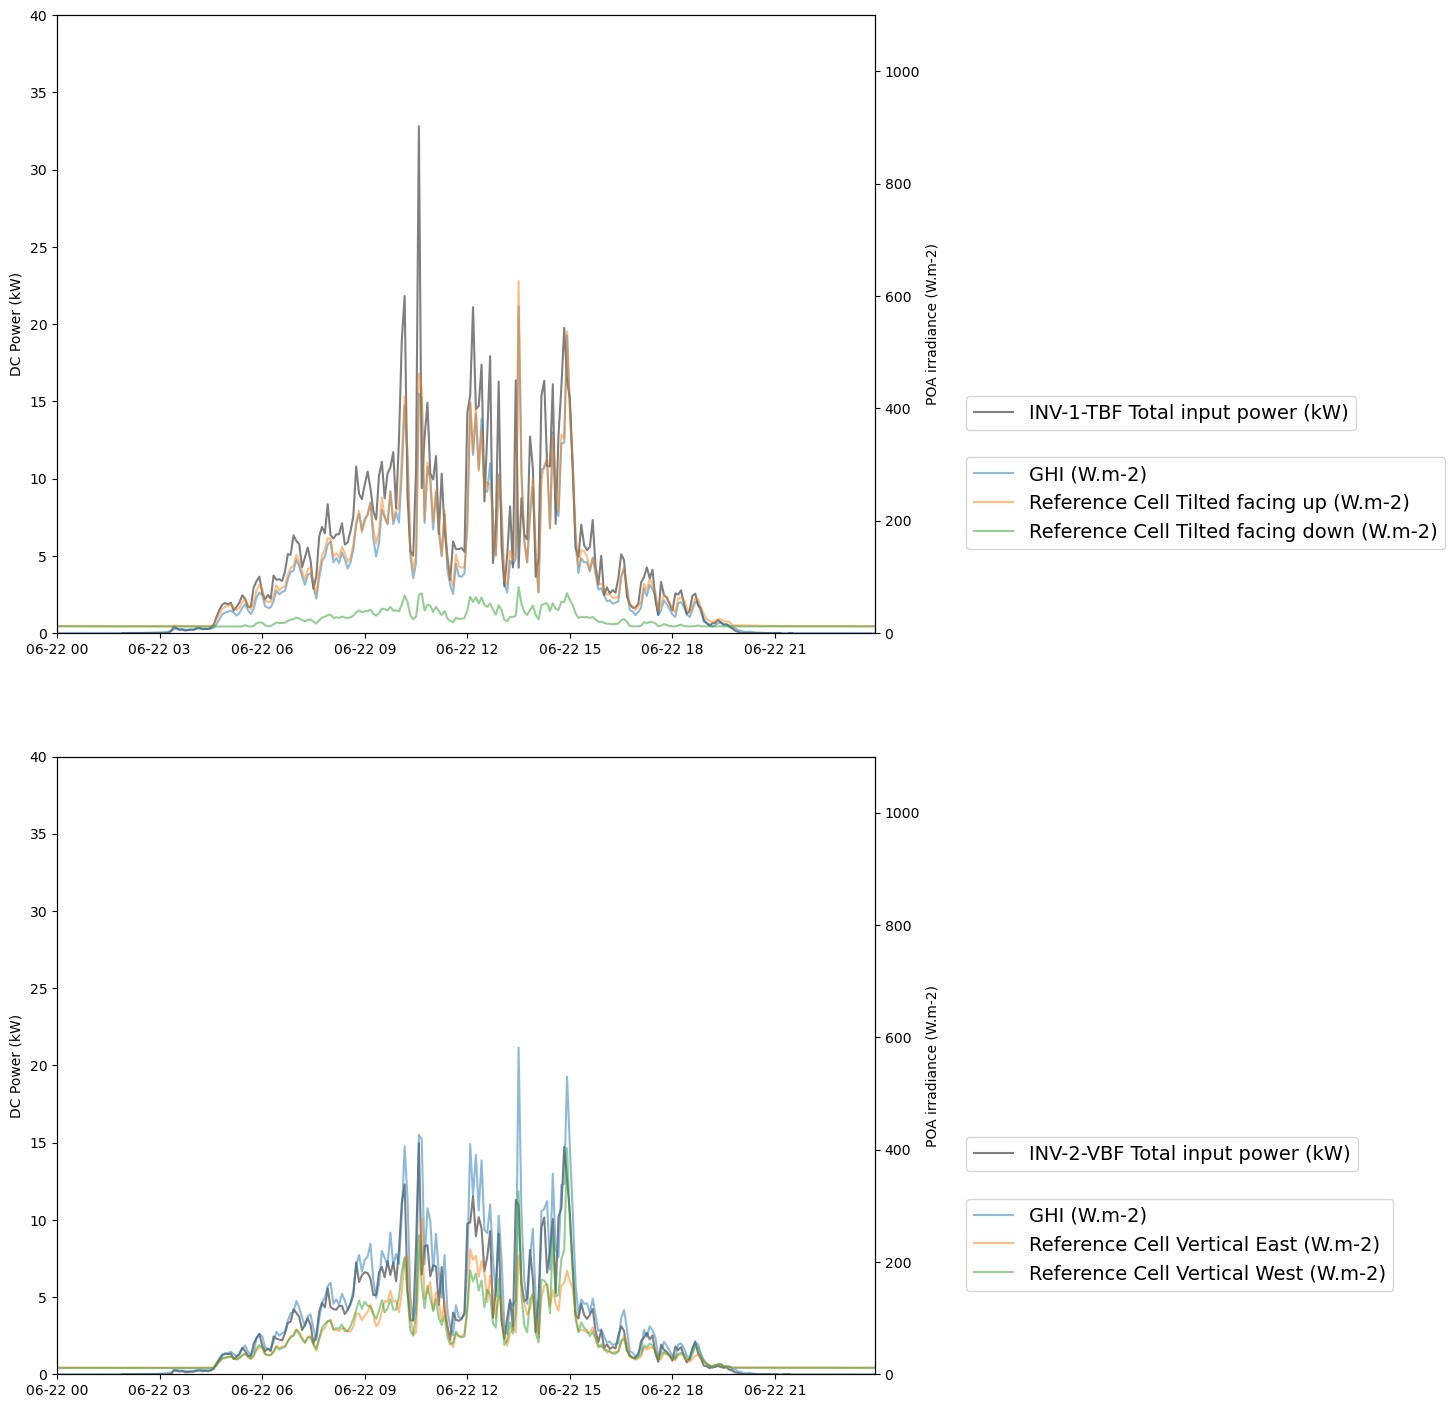 40
35
30
25
20
15
10
5
0
DC Power (kW)
1000
800
600
400
200
0
POA irradiance (W.m-2)
06-22 00 06-22 03 06-22 06 06-22 09 06-22 12 06-22 15 06-22 18 06-22 21
INV-1-TBF Total input power (kW)
GHI (W.m-2)
Reference Cell Tilted facing up (W.m-2)
Reference Cell Tilted facing down (W.m-2)
40
35
30
25
20
15
10
5
0
DC Power (kW)
1000
800
600
400
200
0
POA irradiance (W.m-2)
06-22 00 06-22 03 06-22 06 06-22 09 06-22 12 06-22 15 06-22 18 06-22 21
INV-2-VBF Total input power (kW)
GHI (W.m-2)
Reference Cell Vertical East (W.m-2)
Reference Cell Vertical West (W.m-2)